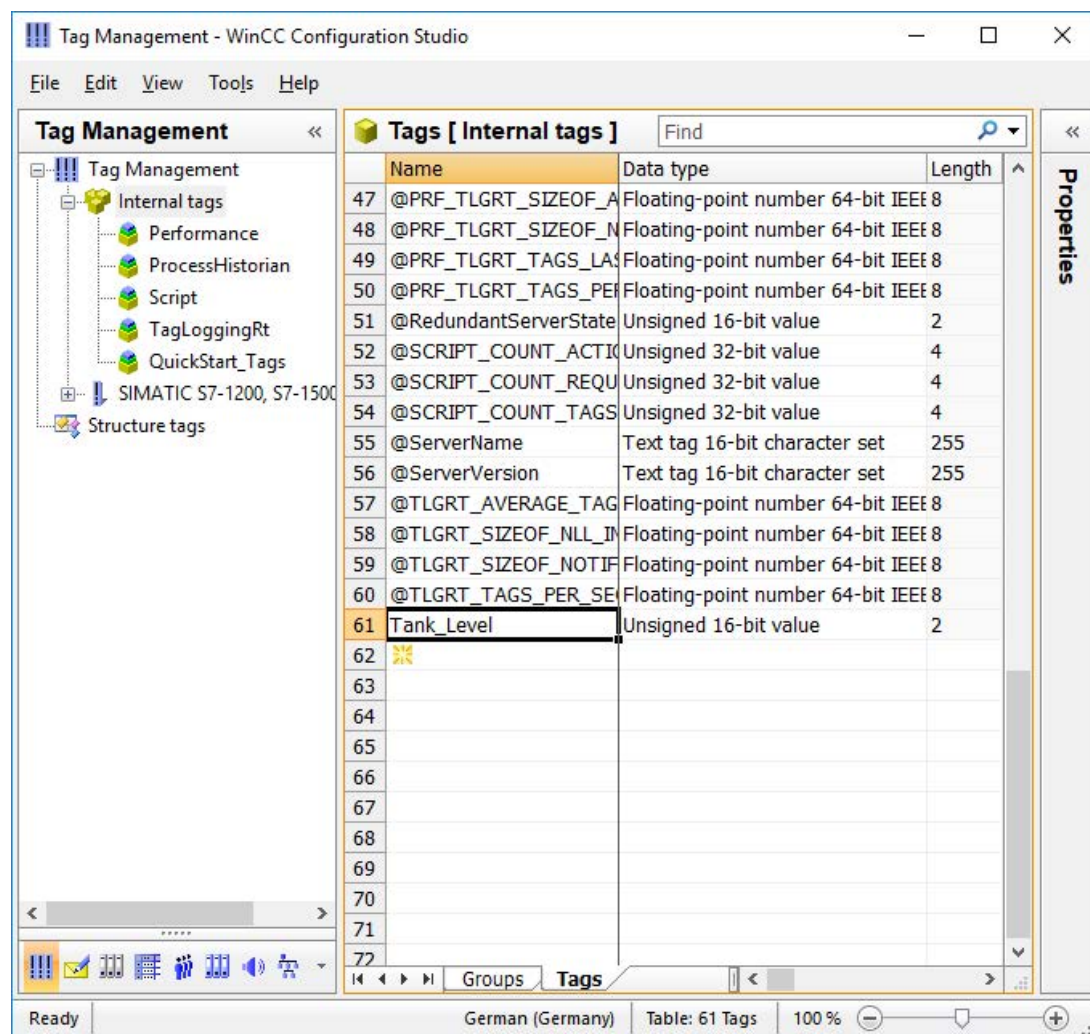 Tag Management - WinCC Configuration Studio
File Edit View Tools Help
Tag Management «
Tags [ Internal tags ] Find
«
Properties
Tag Management
Internal tags
Performance
ProcessHistorian
Script
TagLoggingRt
QuickStart_Tags
SIMATIC S7-1200, S7-1500
Structure tags
Name Data type Length
47 @PRF_TLGRT_SIZEOF_A Floating-point number 64-bit IEEE 8
48 @PRF_TLGRT_SIZEOF_N Floating-point number 64-bit IEEE 8
49 @PRF_TLGRT_TAGS_LAS Floating-point number 64-bit IEEE 8
50 @PRF_TLGRT_TAGS_PER Floating-point number 64-bit IEEE 8
51 @RedundantServerState Unsigned 16-bit value 2
52 @SCRIPT_COUNT_ACTIO Unsigned 32-bit value 4
53 @SCRIPT_COUNT_REQU Unsigned 32-bit value 4
54 @SCRIPT_COUNT_TAGS Unsigned 32-bit value 4
55 @ServerName Text tag 16-bit character set 255
56 @ServerVersion Text tag 16-bit character set 255
57 @TLGRT_AVERAGE_TAG Floating-point number 64-bit IEEE 8
58 @TLGRT_SIZEOF_NLL_IN Floating-point number 64-bit IEEE 8
59 @TLGRT_SIZEOF_NOTIF Floating-point number 64-bit IEEE 8
60 @TLGRT_TAGS_PER_SEC Floating-point number 64-bit IEEE 8
61 Tank_Level Unsigned 16-bit value 2
62
63
64
65
66
67
68
69
70
71
72
Groups Tags
Ready German (Germany) Table: 61 Tags 100 %